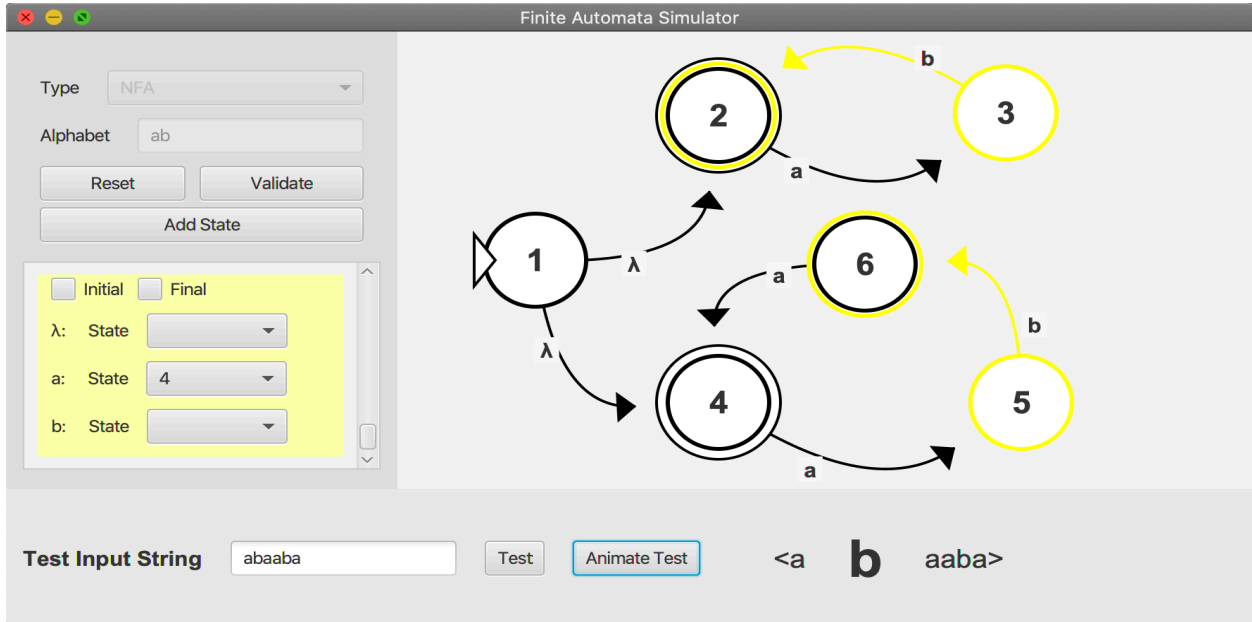 Finite Automata Simulator
Type NFA
Alphabet ab
Reset Validate
Add State
Initial Final
λ: State
a: State 4
b: State
b
2 3
a
1 λ 6
a
λ b
4 5
a
Test Input String abaaba Test Animate Test <a b aaba>